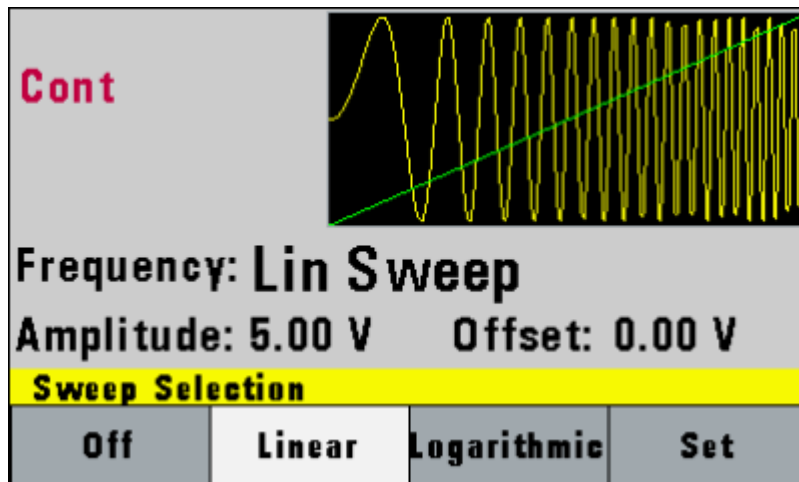 Cont
Frequency: Lin Sweep
Amplitude: 5.00 V Offset: 0.00 V
Sweep Selection
Off Linear Logarithmic Set